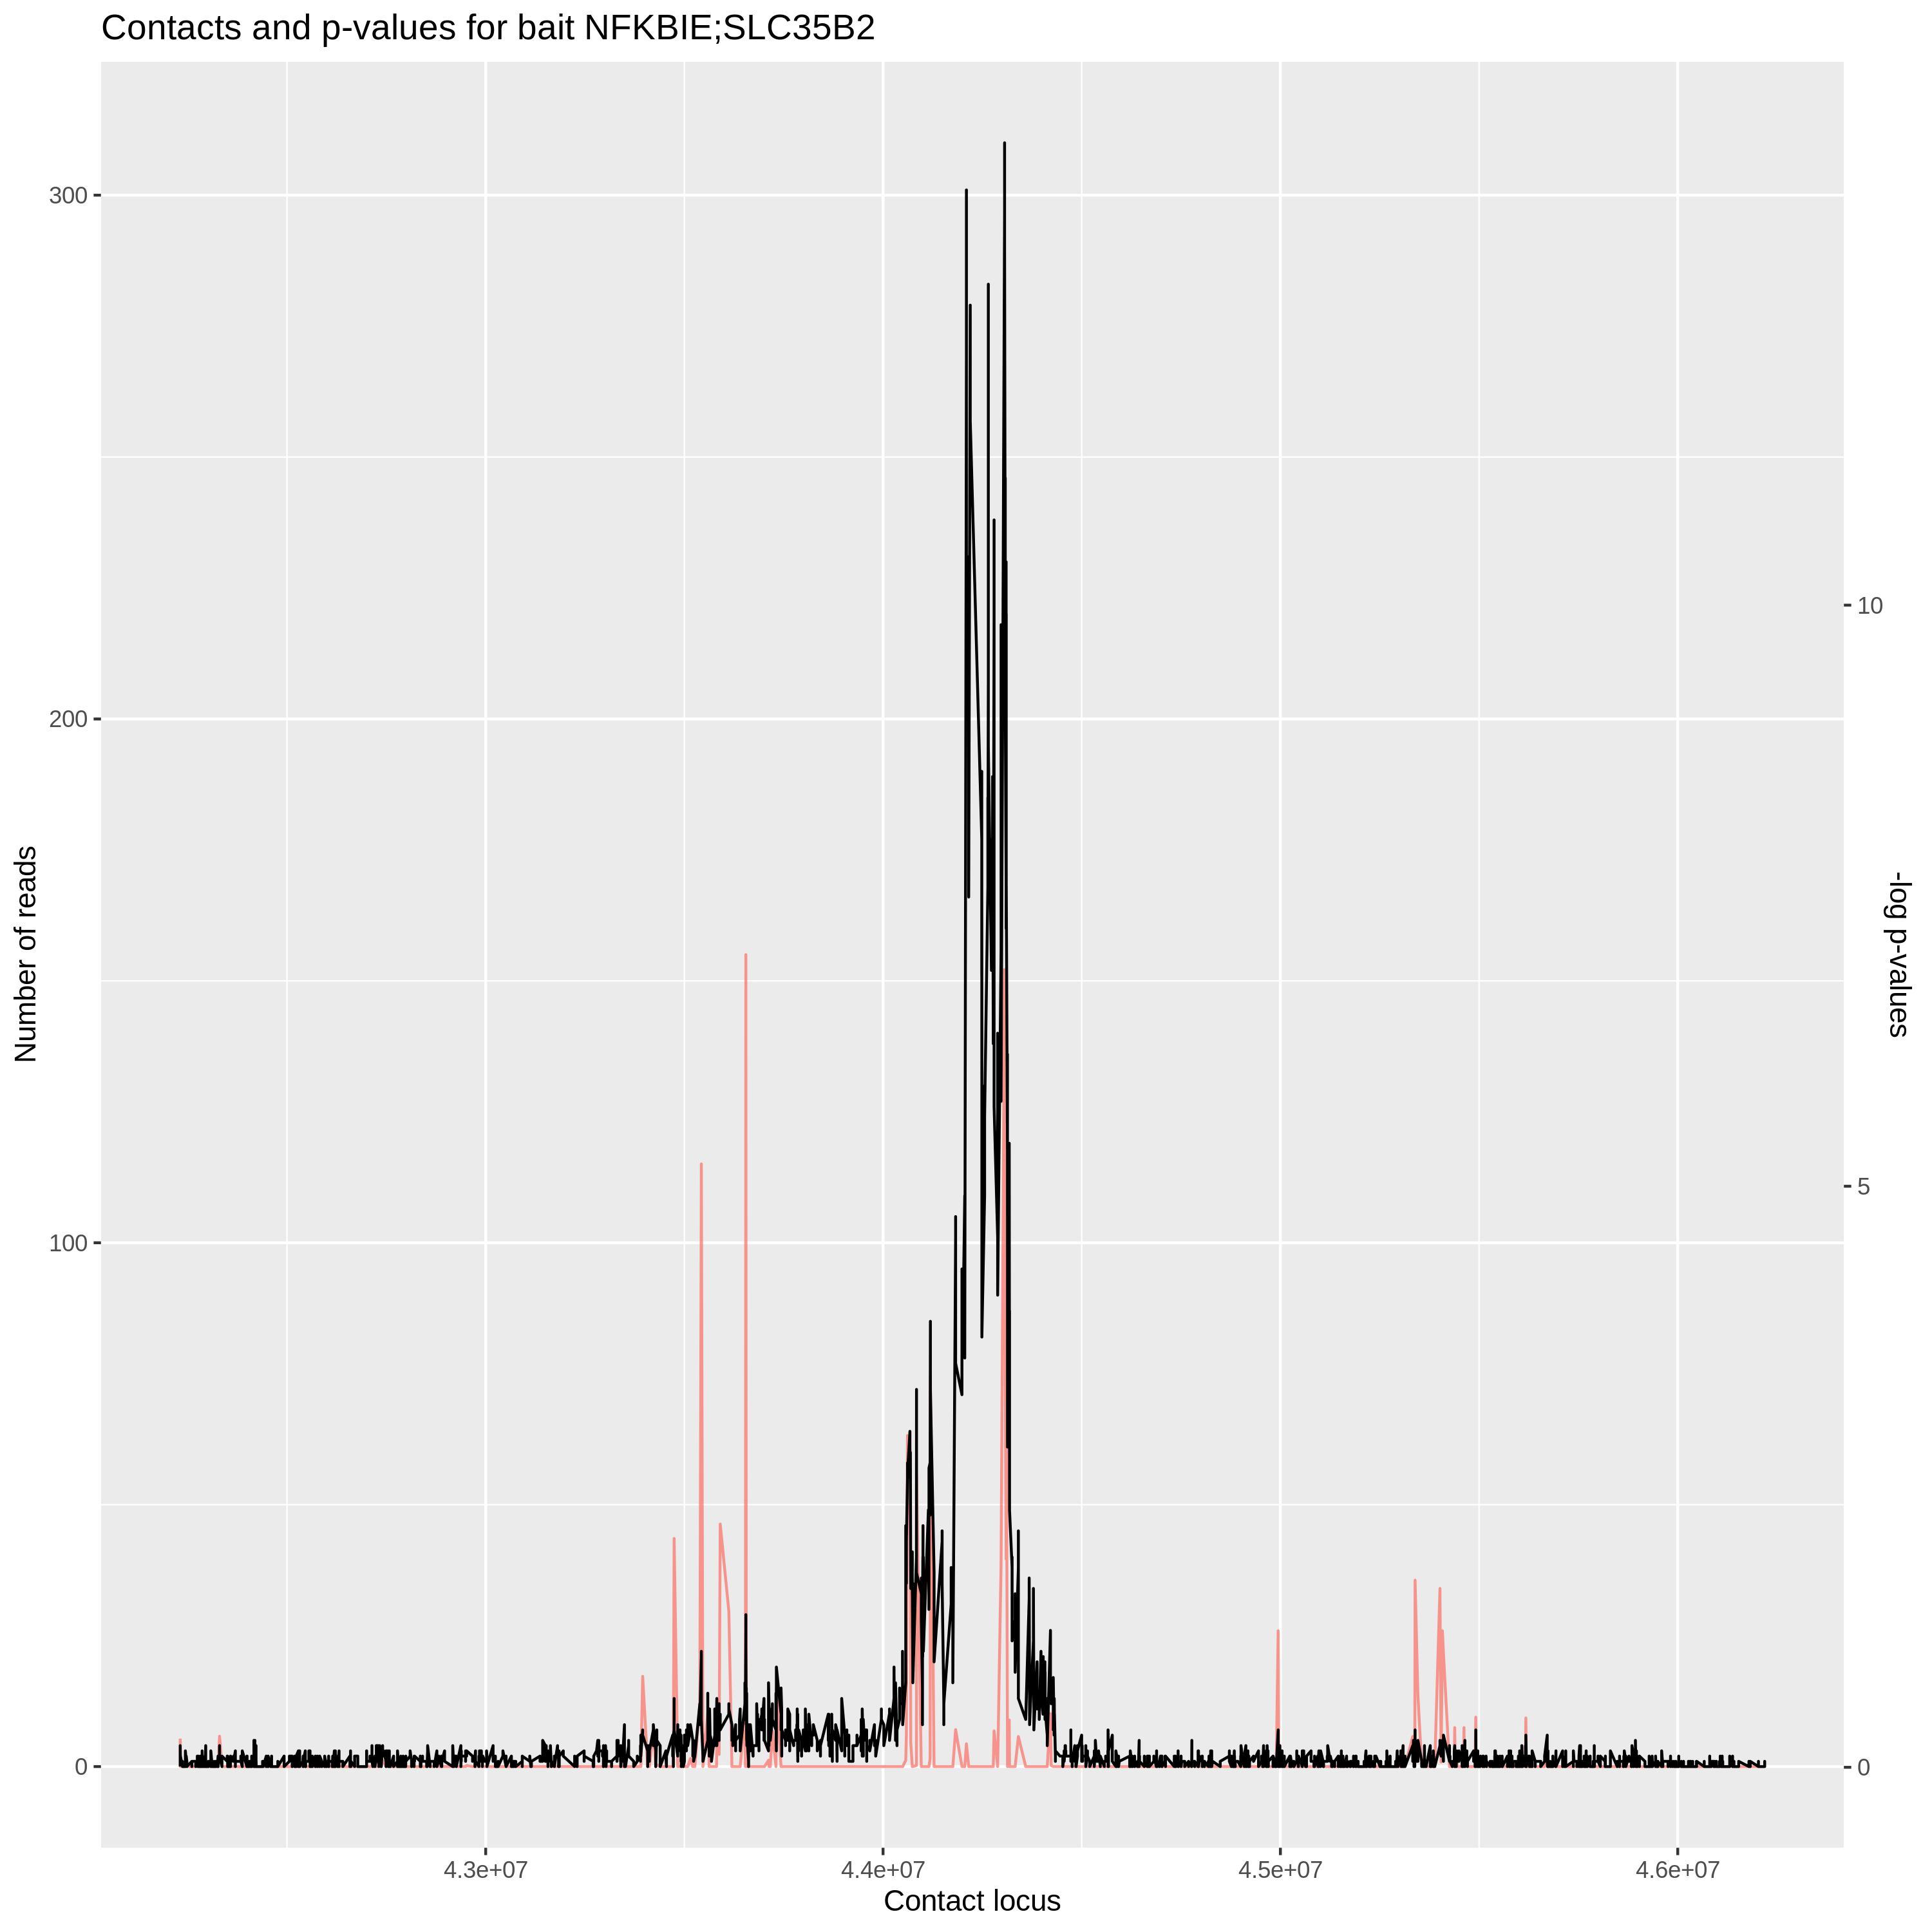 Contacts and p-values for bait NFKBIE;SLC35B2
300
200
100
0
Number of reads
10
5
0
-log p-values
4.3e+07
4.4e+07
4.5e+07
4.6e+07
Contact locus